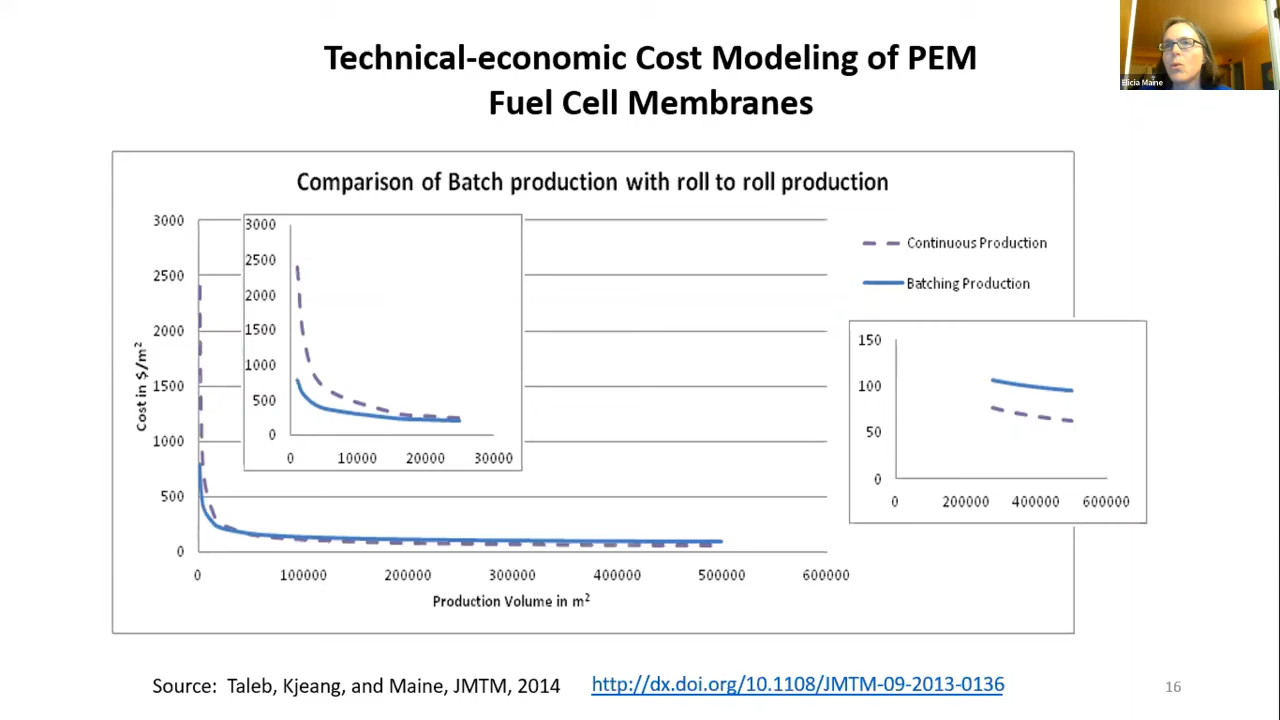 Technical-economic Cost Modeling of PEM
Fuel Cell Membranes
Elicia Maine
Comparison of Batch production with roll to roll production
3000
2500
2000
1500
1000
500
0
Cost in $/m²
0 100000 200000 300000 400000 500000 600000
Production Volume in m²
3000
2500
2000
1500
1000
500
0
0 10000 20000 30000
Continuous Production
Batching Production
150
100
50
0
0 200000 400000 600000
Source: Taleb, Kjeang, and Maine, JMTM, 2014 http://dx.doi.org/10.1108/JMTM-09-2013-0136
16